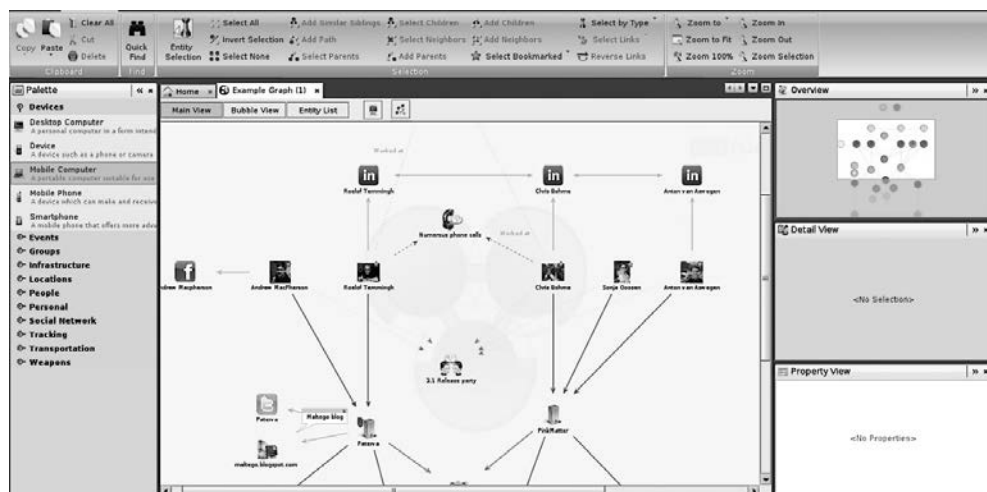 Clear All
Copy Paste Cut
Delete
Clipboard
Quick Find
Find
Entity Selection
Select All
Invert Selection
Select None
Add Similar Siblings
Add Path
Select Parents
Select Children
Select Neighbors
Add Parents
Add Children
Add Neighbors
Select Bookmarked
Select by Type
Select Links
Reverse Links
Selection
Zoom to
Zoom to Fit
Zoom 100%
Zoom In
Zoom Out
Zoom Selection
Zoom
Palette
Devices
Desktop Computer
A personal computer in a form intend
Device
A device such as a phone or camera
Mobile Computer
A portable computer suitable for use
Mobile Phone
A device which can make and receive
Smartphone
A mobile phone that offers more adva
Events
Groups
Infrastructure
Locations
People
Personal
Social Network
Tracking
Transportation
Weapons
Home
Example Graph (1)
Main View
Bubble View
Entity List
Worked at
in
in
in
Roelof Temmingh
Chris Bohme
Anton van Aswegen
Numerous phone calls
Worked at
f
Andrew MacPherson
Roelof Temmingh
Chris Bohme
Sonja Goosen
Anton van Aswegen
3.1 Release party
Paterva
Maltego blog
Paterva
PinkMatter
maltego.blogspot.com
Overview
Detail View
<No Selection>
Property View
<No Properties>